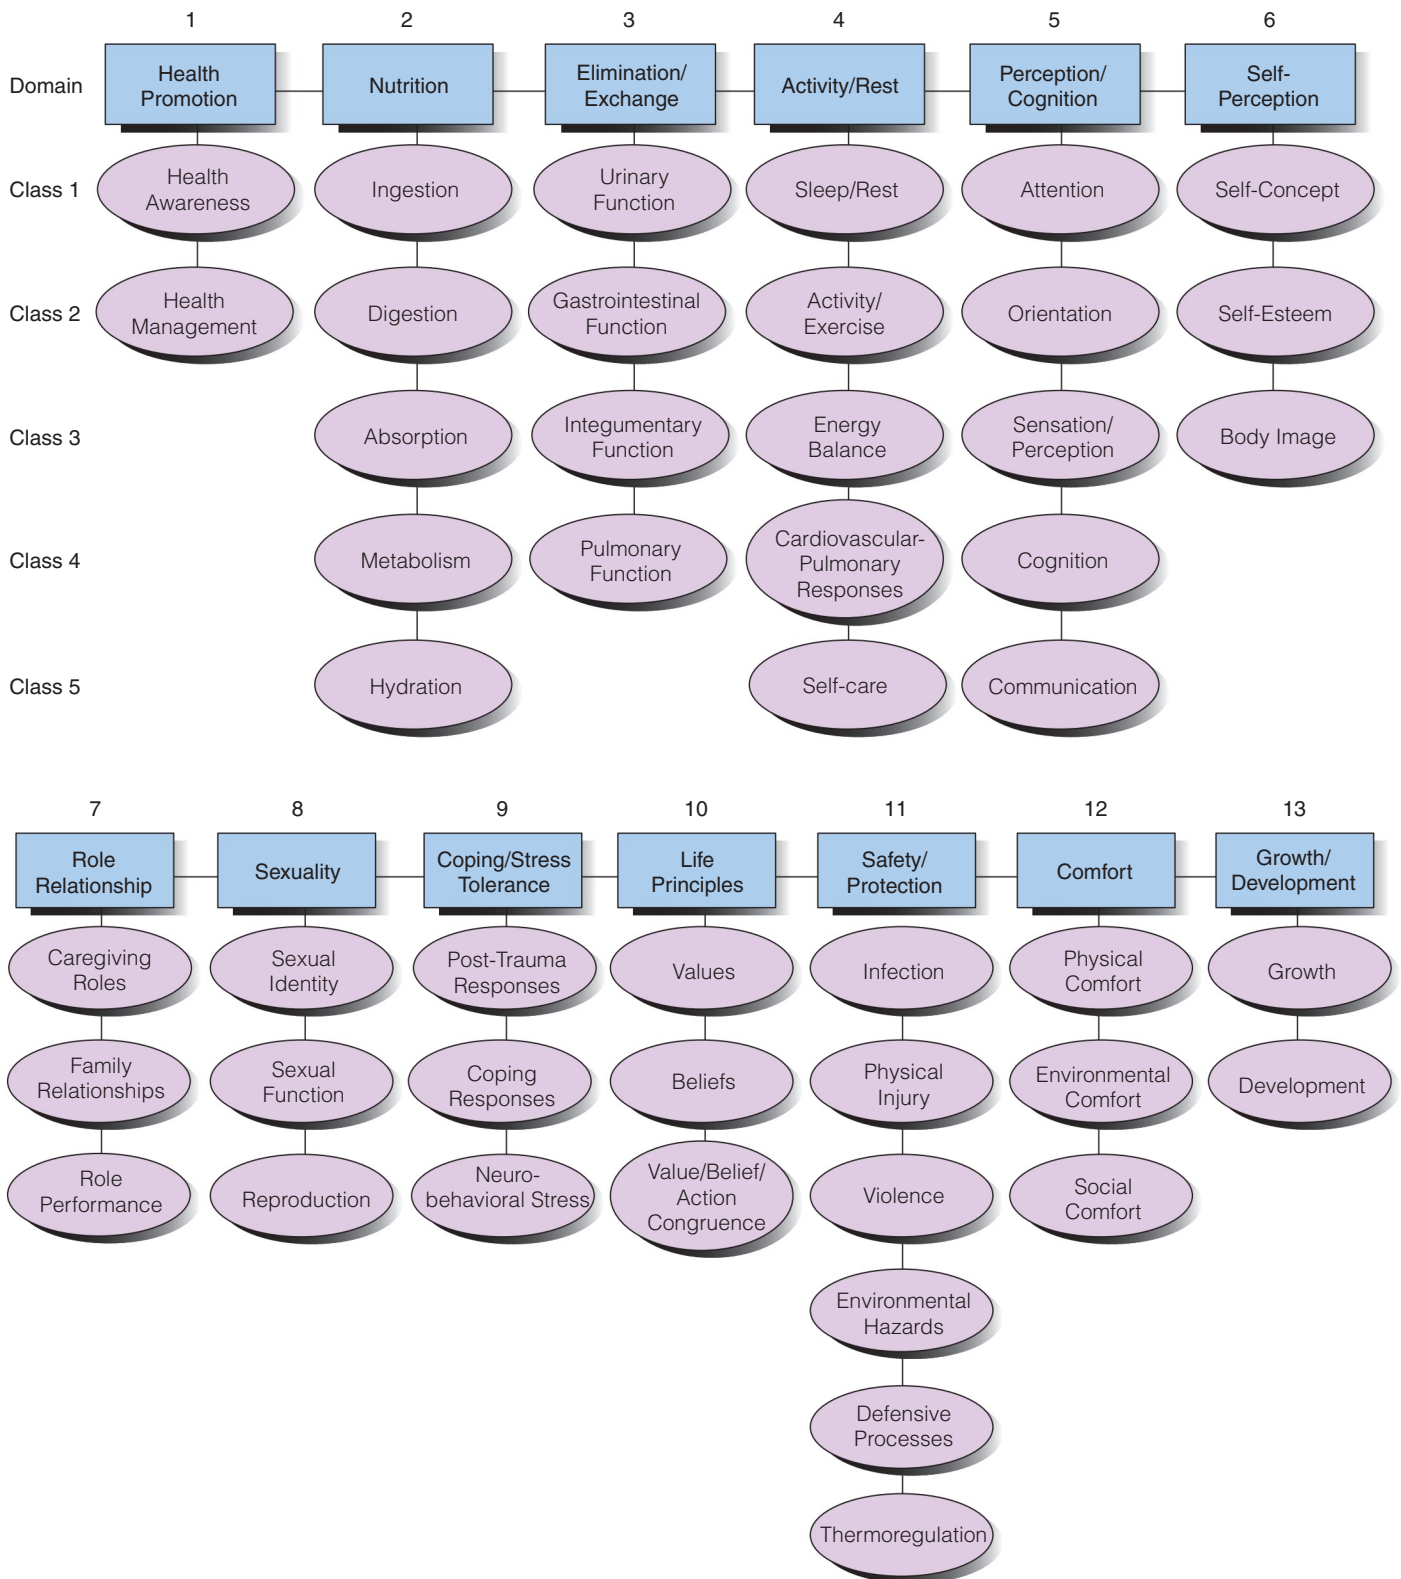 1 2 3 4 5 6
Domain
Health
Promotion
Nutrition
Elimination/
Exchange
Activity/Rest
Perception/
Cognition
Self-
Perception
Class 1
Health
Awareness
Ingestion
Urinary
Function
Sleep/Rest
Attention
Self-Concept
Class 2
Health
Management
Digestion
Gastrointestinal
Function
Activity/
Exercise
Orientation
Self-Esteem
Class 3
Absorption
Integumentary
Function
Energy
Balance
Sensation/
Perception
Body Image
Class 4
Metabolism
Pulmonary
Function
Cardiovascular-
Pulmonary
Responses
Cognition
Class 5
Hydration
Self-care
Communication
7 8 9 10 11 12 13
Role
Relationship
Sexuality
Coping/Stress
Tolerance
Life
Principles
Safety/
Protection
Comfort
Growth/
Development
Caregiving
Roles
Sexual
Identity
Post-Trauma
Responses
Values
Infection
Physical
Comfort
Growth
Family
Relationships
Sexual
Function
Coping
Responses
Beliefs
Physical
Injury
Environmental
Comfort
Development
Role
Performance
Reproduction
Neuro-
behavioral Stress
Value/Belief/
Action
Congruence
Violence
Social
Comfort
Environmental
Hazards
Defensive
Processes
Thermoregulation